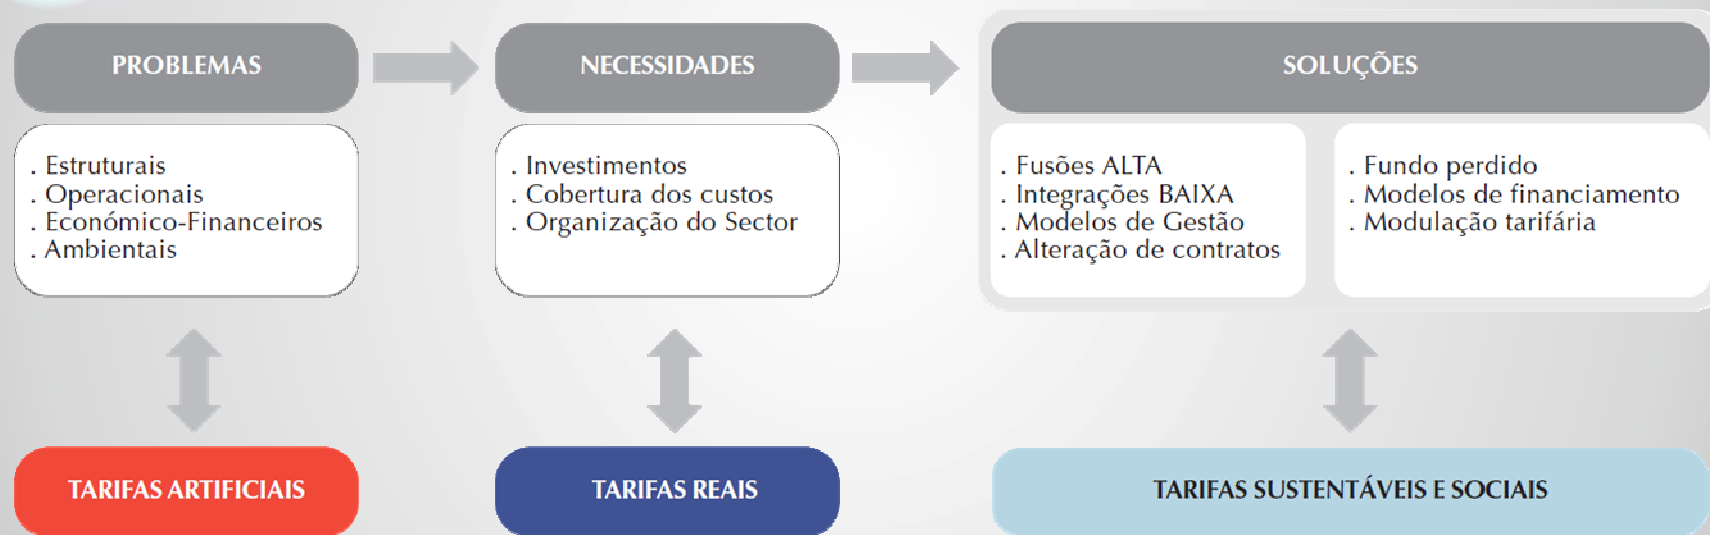 PROBLEMAS
NECESSIDADES
SOLUÇÕES
. Estruturais
. Operacionais
. Económico-Financeiros
. Ambientais
. Investimentos
. Cobertura dos custos
. Organização do Sector
. Fusões ALTA
. Integrações BAIXA
. Modelos de Gestão
. Alteração de contratos
. Fundo perdido
. Modelos de financiamento
. Modulação tarifária
TARIFAS ARTIFICIAIS
TARIFAS REAIS
TARIFAS SUSTENTÁVEIS E SOCIAIS